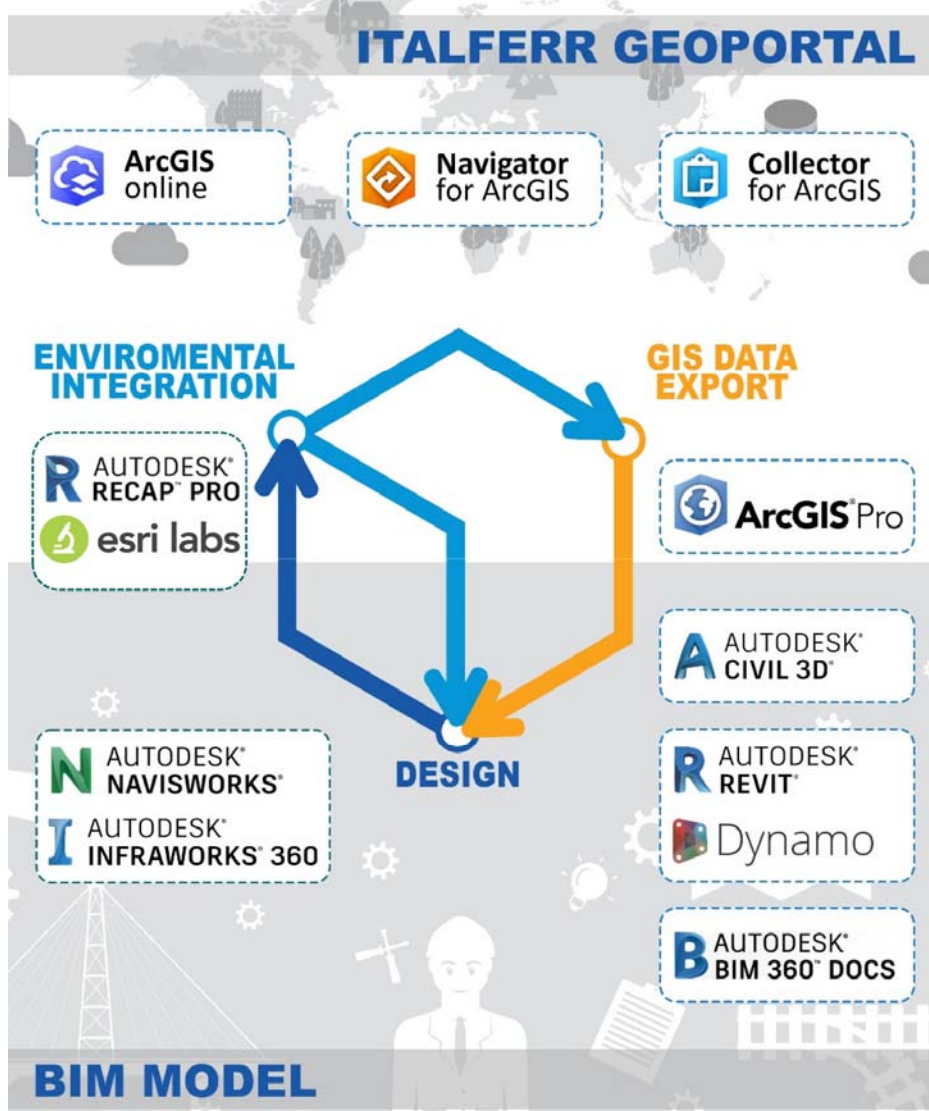 ITALFERR GEOPORTAL
ArcGIS
online
Navigator
for ArcGIS
Collector
for ArcGIS
ENVIROMENTAL
INTEGRATION
GIS DATA
EXPORT
R AUTODESK®
RECAP™ PRO
esri labs
ArcGIS® Pro
A AUTODESK®
CIVIL 3D®
N AUTODESK®
NAVISWORKS®
I AUTODESK®
INFRAWORKS® 360
DESIGN
R AUTODESK®
REVIT®
Dynamo
B AUTODESK®
BIM 360™ DOCS
BIM MODEL